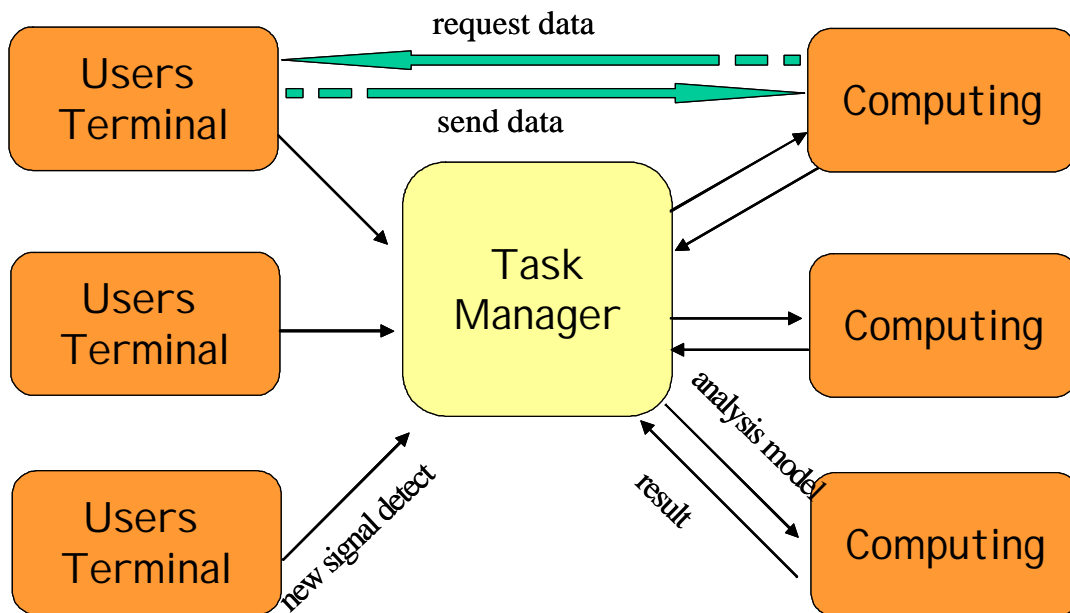 request data
Users
Terminal
Computing
send data
Task
Manager
Users
Terminal
Computing
analysis model
result
new signal detect
Users
Terminal
Computing